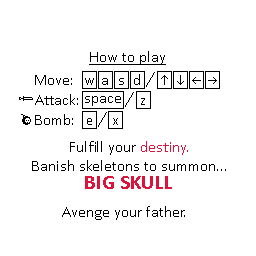 How to play
Move: w a s d / ↑ ↓ ← →
Attack: space / z
Bomb: e / x
Fulfill your destiny.
Banish skeletons to summon...
BIG SKULL
Avenge your father.